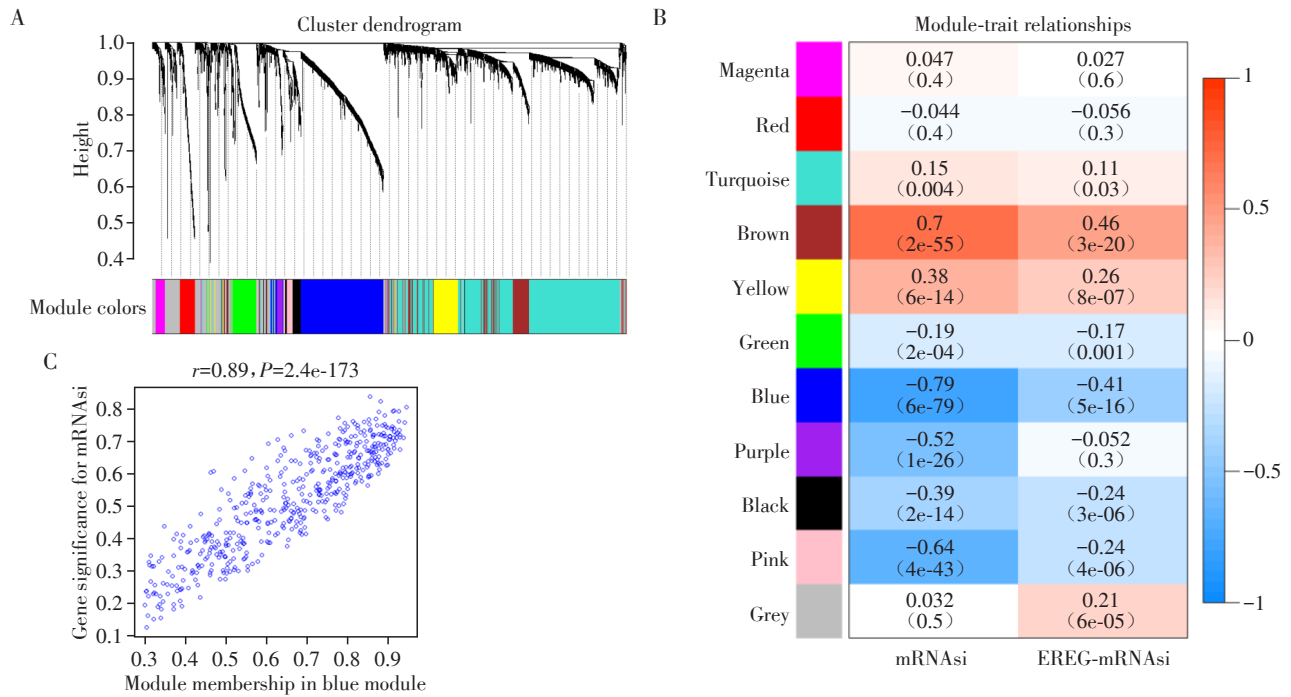 A
Cluster dendrogram
1.0
0.9
0.8
0.7
0.6
0.5
0.4
Height
Module colors
B
Module-trait relationships
Magenta
0.047
(0.4)
0.027
(0.6)
Red
−0.044
(0.4)
−0.056
(0.3)
Turquoise
0.15
(0.004)
0.11
(0.03)
Brown
0.7
(2e-55)
0.46
(3e-20)
Yellow
0.38
(6e-14)
0.26
(8e-07)
Green
−0.19
(2e-04)
−0.17
(0.001)
Blue
−0.79
(6e-79)
−0.41
(5e-16)
Purple
−0.52
(1e-26)
−0.052
(0.3)
Black
−0.39
(2e-14)
−0.24
(3e-06)
Pink
−0.64
(4e-43)
−0.24
(4e-06)
Grey
0.032
(0.5)
0.21
(6e-05)
mRNAsi
EREG-mRNAsi
1
0.5
0
−0.5
−1
C
r=0.89, P=2.4e-173
Gene significance for mRNAsi
0.8
0.7
0.6
0.5
0.4
0.3
0.2
0.1
0.3 0.4 0.5 0.6 0.7 0.8 0.9
Module membership in blue module